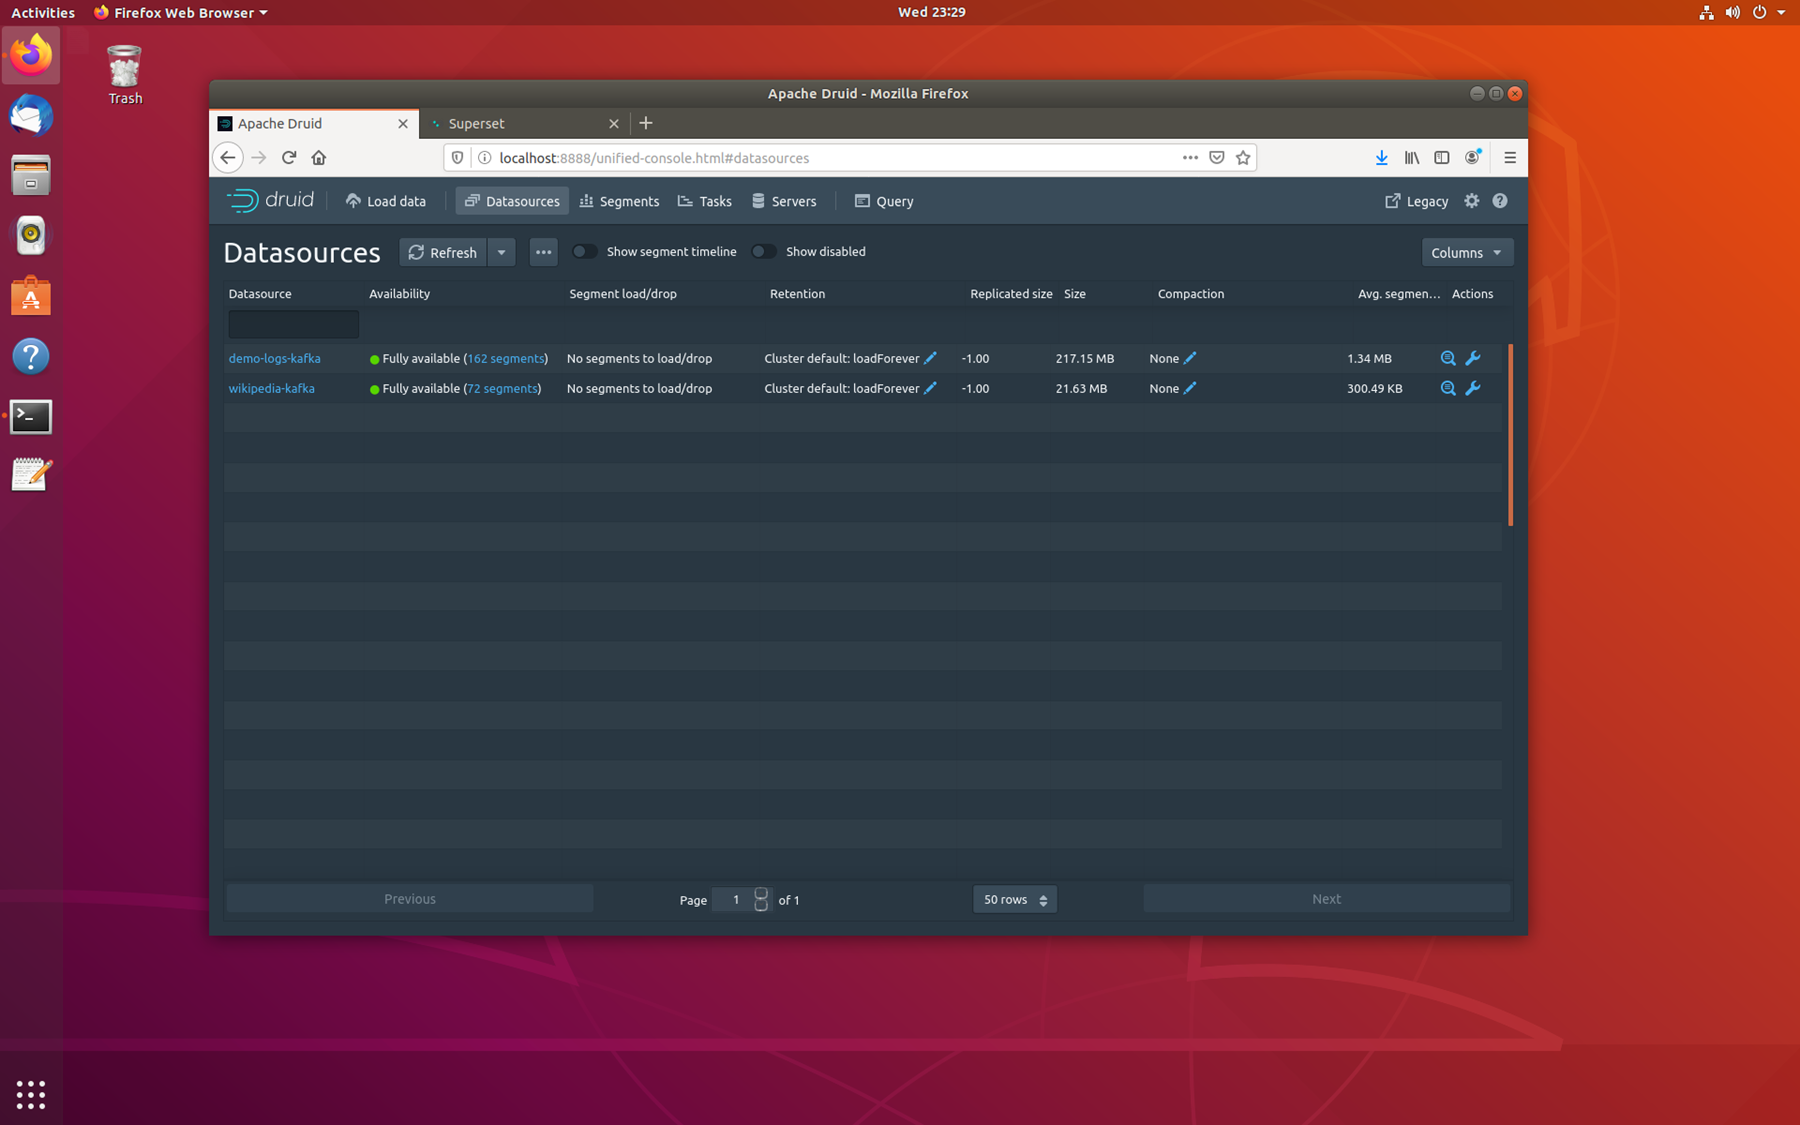 Activities Firefox Web Browser Wed 23:29
Trash
Apache Druid - Mozilla Firefox
Apache Druid Superset
localhost:8888/unified-console.html#datasources
druid Load data Datasources Segments Tasks Servers Query Legacy
Datasources Refresh Show segment timeline Show disabled Columns
Datasource Availability Segment load/drop Retention Replicated size Size Compaction Avg. segmen... Actions
demo-logs-kafka Fully available (162 segments) No segments to load/drop Cluster default: loadForever -1.00 217.15 MB None 1.34 MB
wikipedia-kafka Fully available (72 segments) No segments to load/drop Cluster default: loadForever -1.00 21.63 MB None 300.49 KB
Previous Page 1 of 1 50 rows Next